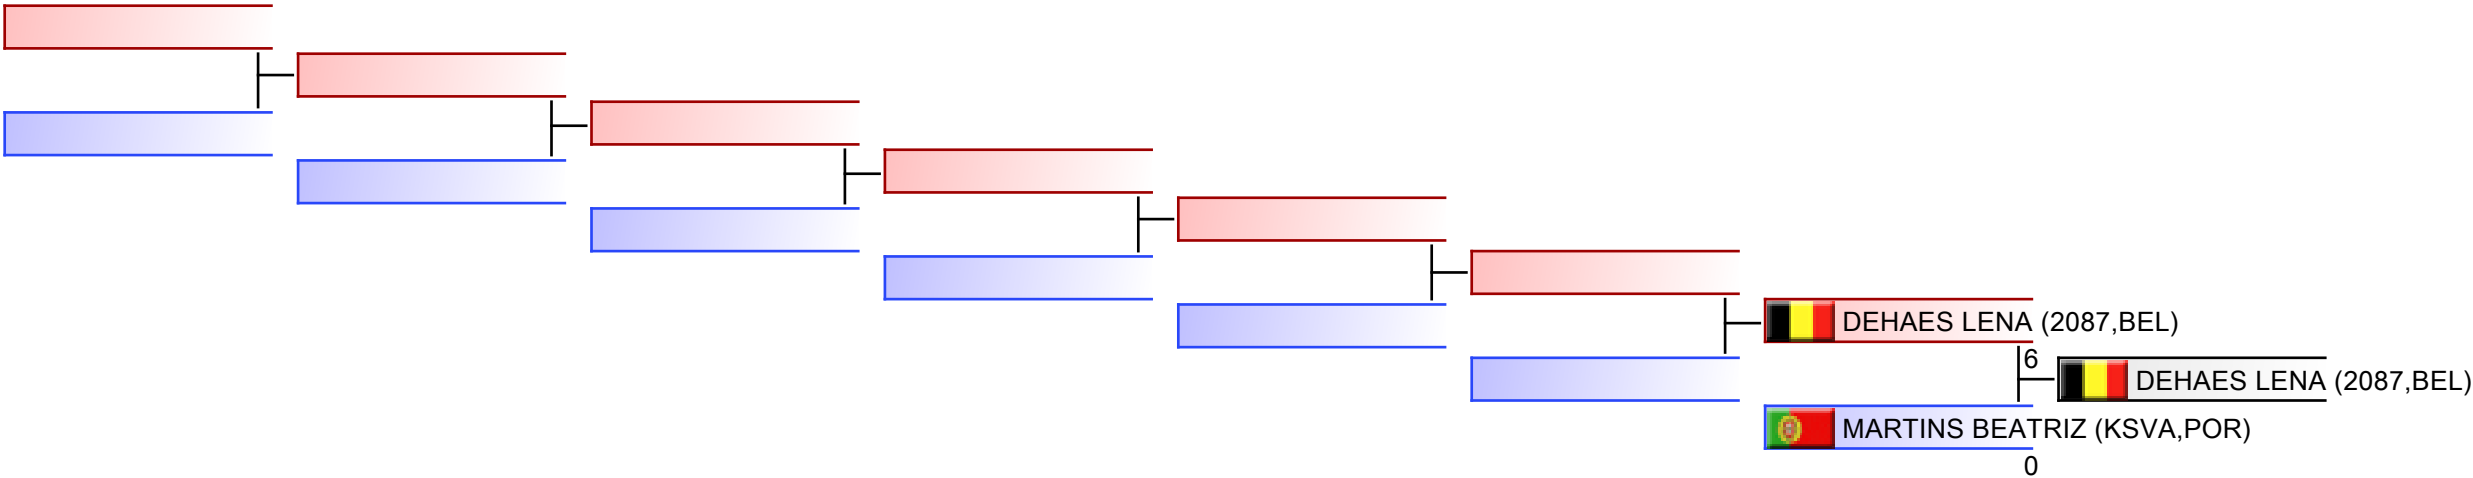 DEHAES LENA (2087,BEL)
6
DEHAES LENA (2087,BEL)
MARTINS BEATRIZ (KSVA,POR)
0